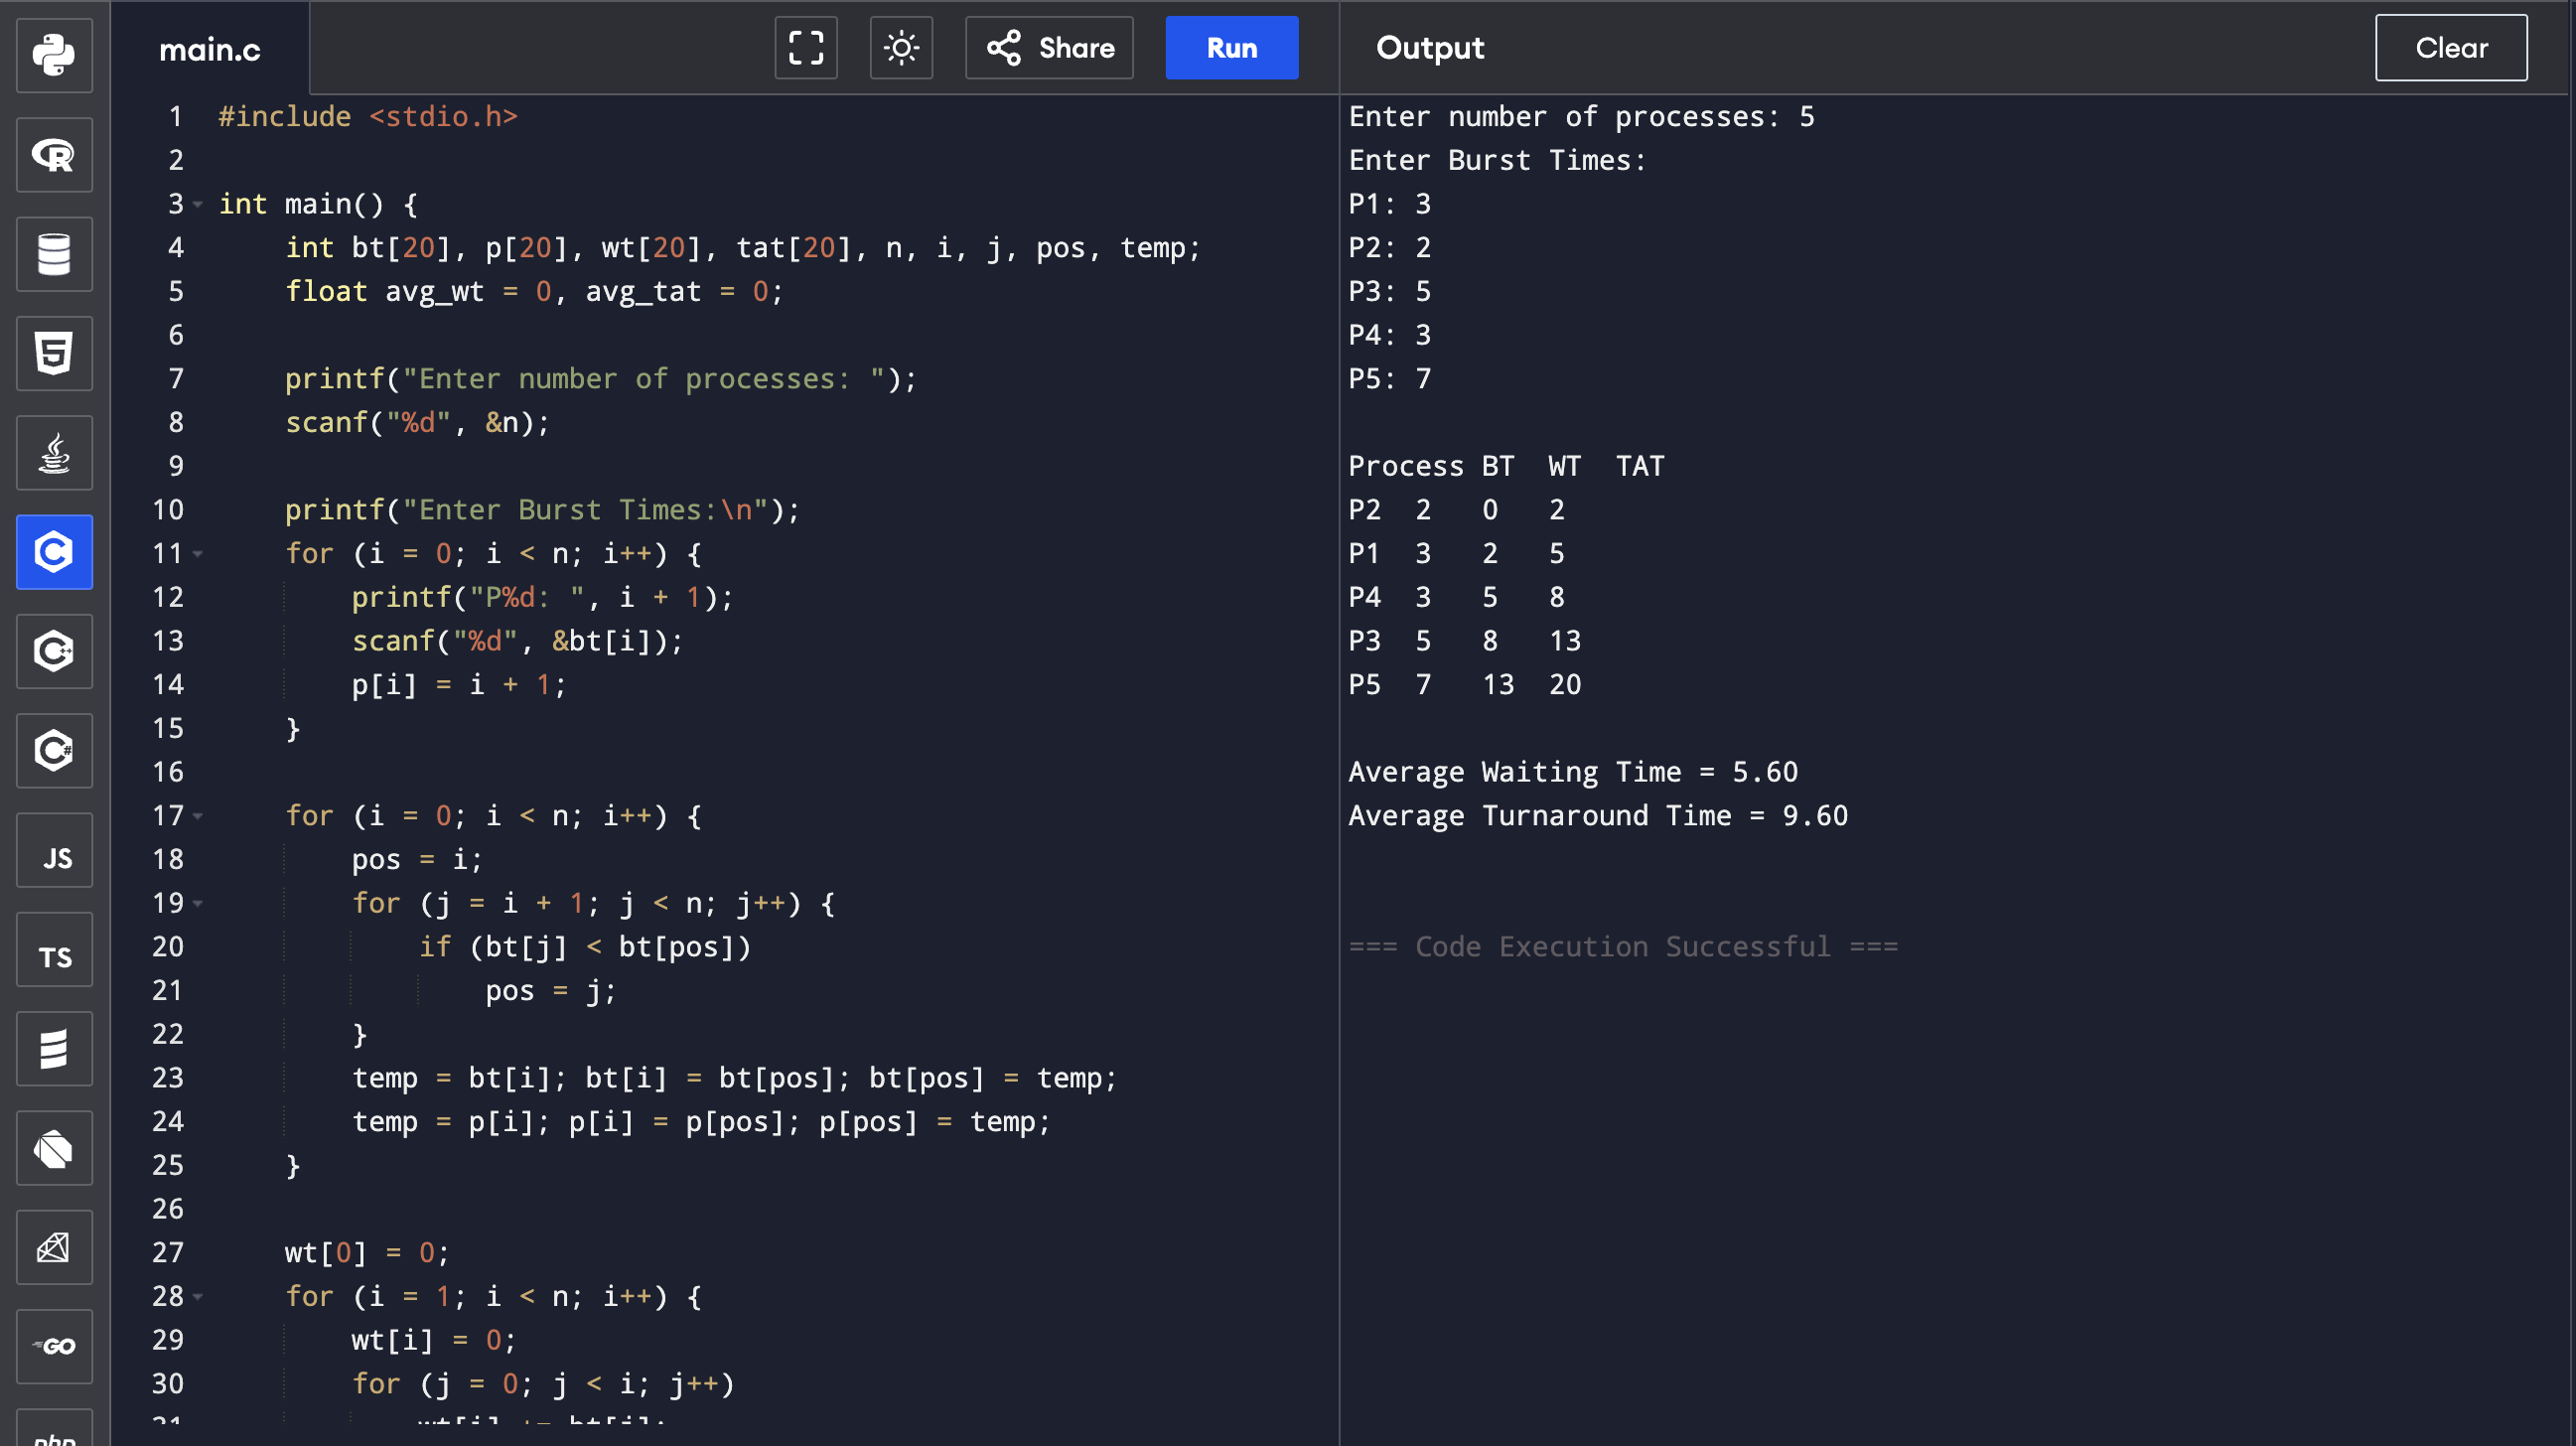 main.c
Share
Run
Output
Clear
1 #include <stdio.h>
2
3 int main() {
4     int bt[20], p[20], wt[20], tat[20], n, i, j, pos, temp;
5     float avg_wt = 0, avg_tat = 0;
6
7     printf("Enter number of processes: ");
8     scanf("%d", &n);
9
10     printf("Enter Burst Times:\n");
11     for (i = 0; i < n; i++) {
12         printf("P%d: ", i + 1);
13         scanf("%d", &bt[i]);
14         p[i] = i + 1;
15     }
16
17     for (i = 0; i < n; i++) {
18         pos = i;
19         for (j = i + 1; j < n; j++) {
20             if (bt[j] < bt[pos])
21                 pos = j;
22         }
23         temp = bt[i]; bt[i] = bt[pos]; bt[pos] = temp;
24         temp = p[i]; p[i] = p[pos]; p[pos] = temp;
25     }
26
27     wt[0] = 0;
28     for (i = 1; i < n; i++) {
29         wt[i] = 0;
30         for (j = 0; j < i; j++)
Enter number of processes: 5
Enter Burst Times:
P1: 3
P2: 2
P3: 5
P4: 3
P5: 7
Process BT WT TAT
P2 2 0 2
P1 3 2 5
P4 3 5 8
P3 5 8 13
P5 7 13 20
Average Waiting Time = 5.60
Average Turnaround Time = 9.60
=== Code Execution Successful ===
R
5
C
C
C#
JS
TS
GO
php